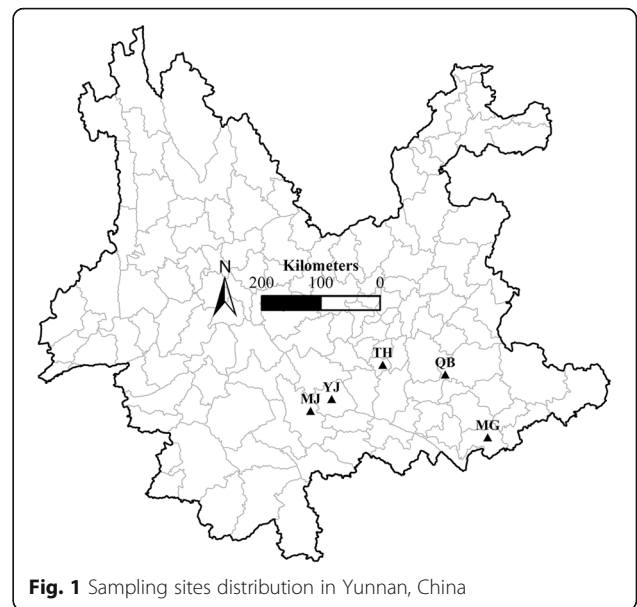 N
Kilometers
200 100 0
TH
QB
YJ
MJ
MG
Fig. 1 Sampling sites distribution in Yunnan, China